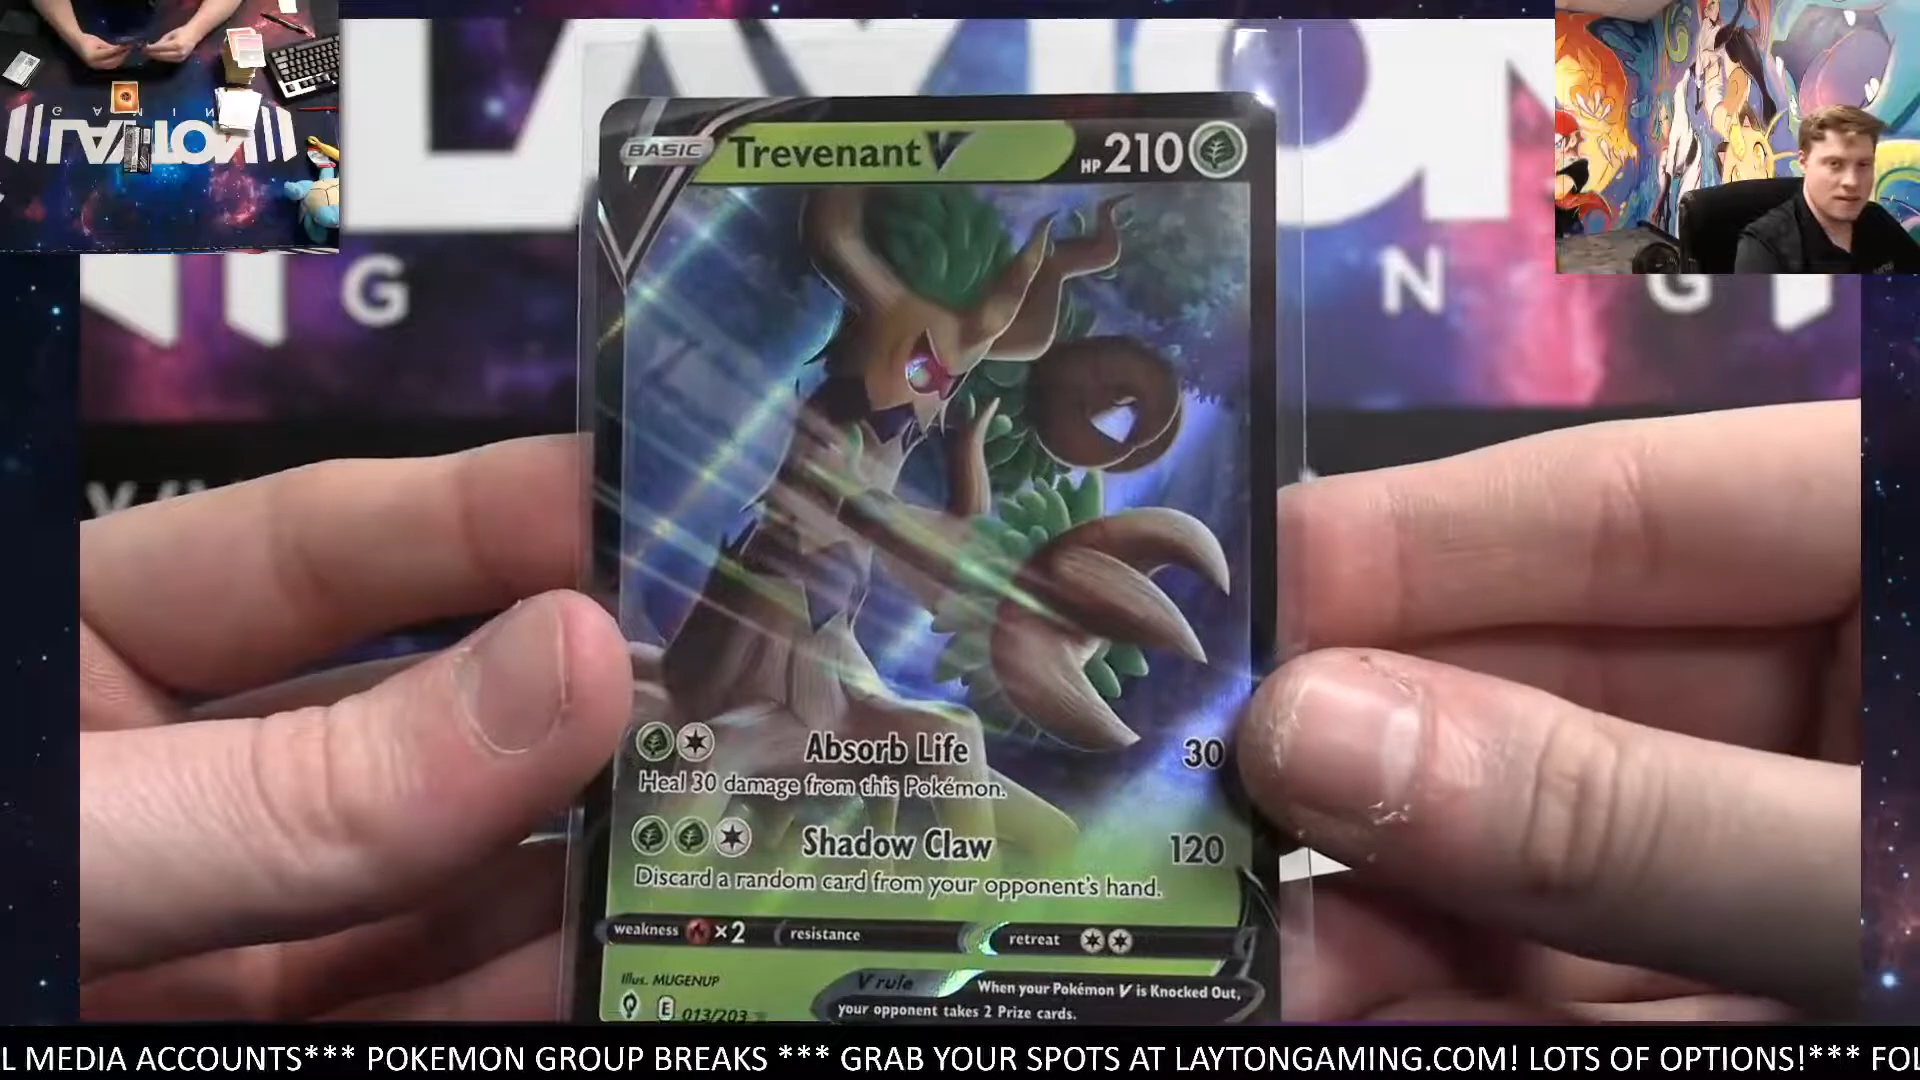 BASIC Trevenant V HP 210
G
N G
Absorb Life 30
Heal 30 damage from this Pokémon.
Shadow Claw 120
Discard a random card from your opponent's hand.
weakness ×2 resistance retreat
Illus. MUGENUP
V rule When your Pokémon V is Knocked Out,
your opponent takes 2 Prize cards.
E 013/203
L MEDIA ACCOUNTS*** POKEMON GROUP BREAKS *** GRAB YOUR SPOTS AT LAYTONGAMING.COM! LOTS OF OPTIONS!*** FOL